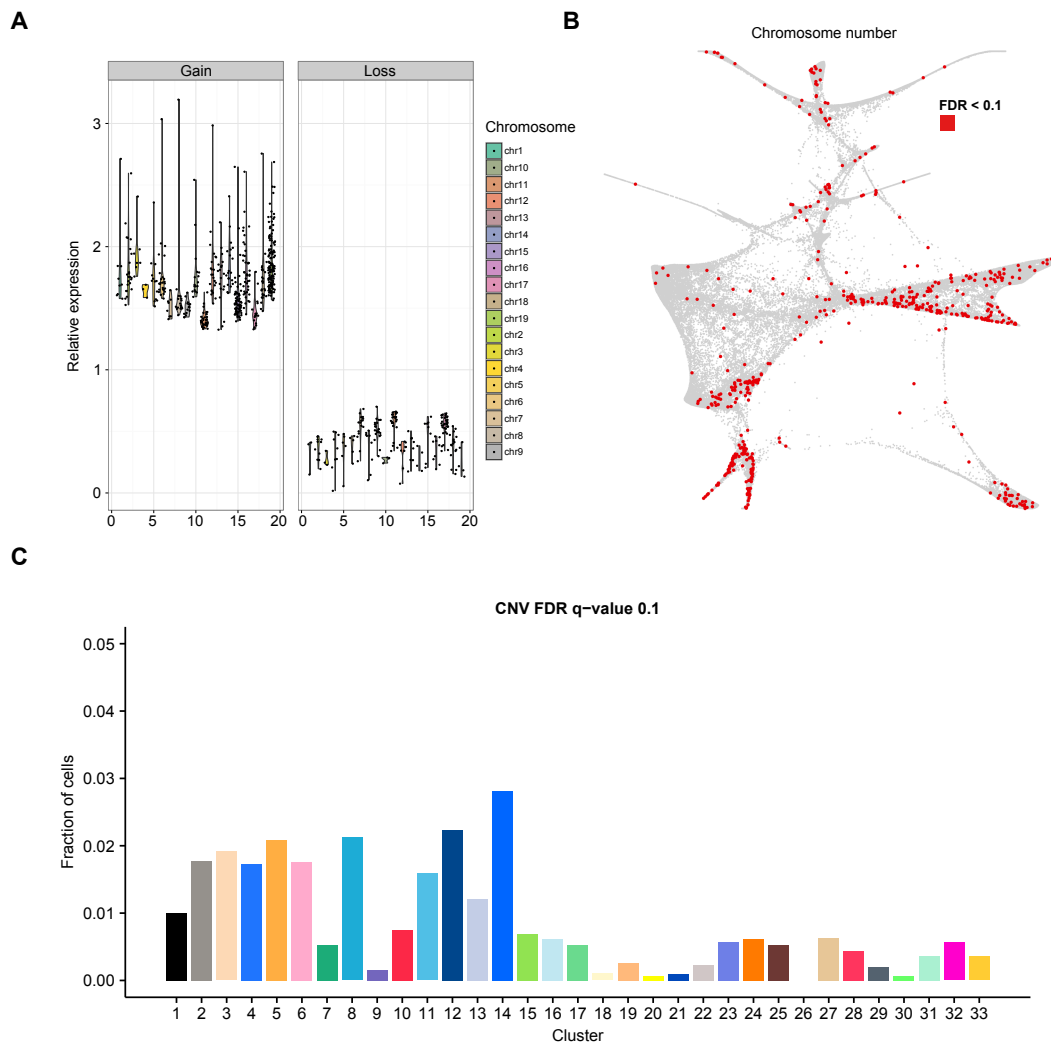 A
Gain
Loss
Relative expression
3
2
1
0
0 5 10 15 20
0 5 10 15 20
Chromosome
chr1
chr10
chr11
chr12
chr13
chr14
chr15
chr16
chr17
chr18
chr19
chr2
chr3
chr4
chr5
chr6
chr7
chr8
chr9
B
Chromosome number
FDR < 0.1
C
CNV FDR q−value 0.1
Fraction of cells
0.05
0.04
0.03
0.02
0.01
0.00
1 2 3 4 5 6 7 8 9 10 11 12 13 14 15 16 17 18 19 20 21 22 23 24 25 26 27 28 29 30 31 32 33
Cluster